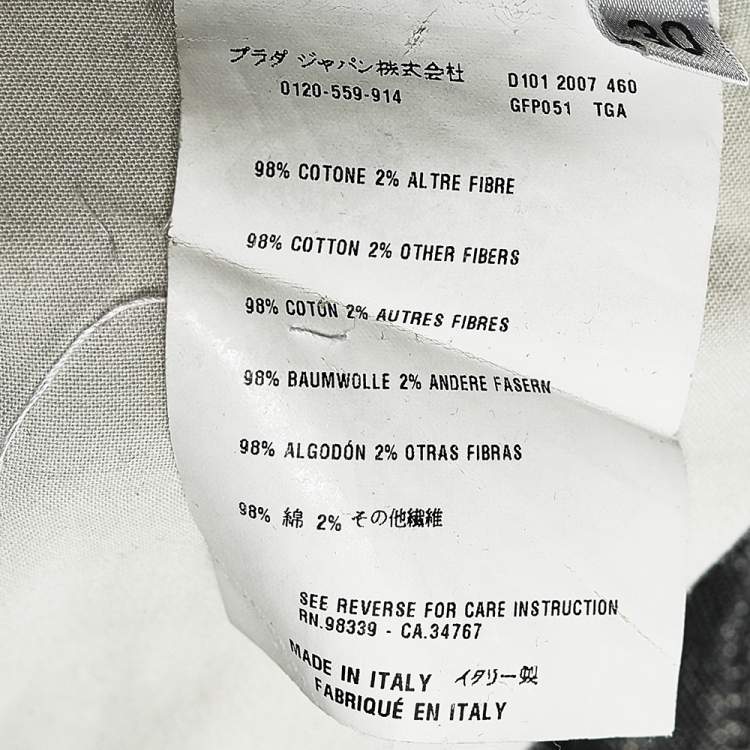 30
プラダ ジャパン株式会社
0120-559-914
D101 2007 460
GFP051 TGA
98% COTONE 2% ALTRE FIBRE
98% COTTON 2% OTHER FIBERS
98% COTON 2% AUTRES FIBRES
98% BAUMWOLLE 2% ANDERE FASERN
98% ALGODÓN 2% OTRAS FIBRAS
98% 綿 2% その他繊維
SEE REVERSE FOR CARE INSTRUCTION
RN.98339 - CA.34767
MADE IN ITALY イタリー製
FABRIQUÉ EN ITALY